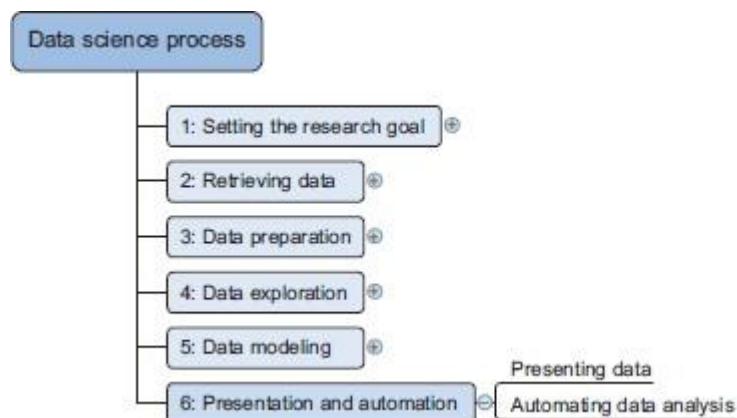 Data science process
1: Setting the research goal
2: Retrieving data
3: Data preparation
4: Data exploration
5: Data modeling
6: Presentation and automation
Presenting data
Automating data analysis